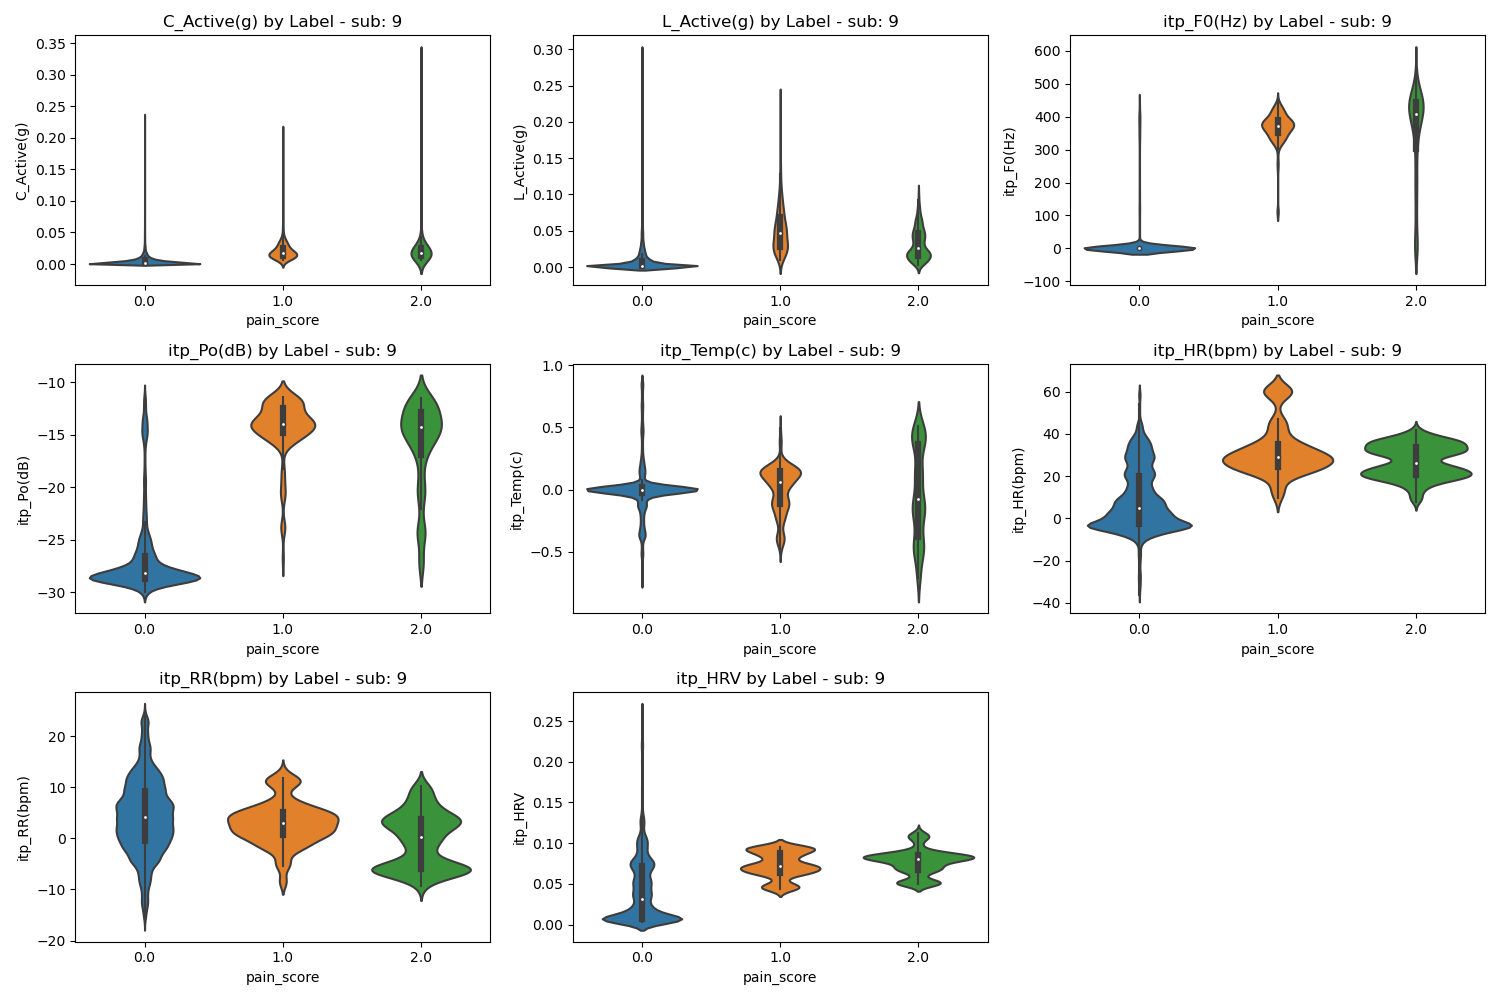 C_Active(g) by Label - sub: 9
C_Active(g)
0.35
0.30
0.25
0.20
0.15
0.10
0.05
0.00
0.0 1.0 2.0
pain_score
L_Active(g) by Label - sub: 9
L_Active(g)
0.30
0.25
0.20
0.15
0.10
0.05
0.00
0.0 1.0 2.0
pain_score
itp_F0(Hz) by Label - sub: 9
itp_F0(Hz)
600
500
400
300
200
100
0
−100
0.0 1.0 2.0
pain_score
itp_Po(dB) by Label - sub: 9
itp_Po(dB)
−10
−15
−20
−25
−30
0.0 1.0 2.0
pain_score
itp_Temp(c) by Label - sub: 9
itp_Temp(c)
1.0
0.5
0.0
−0.5
0.0 1.0 2.0
pain_score
itp_HR(bpm) by Label - sub: 9
itp_HR(bpm)
60
40
20
0
−20
−40
0.0 1.0 2.0
pain_score
itp_RR(bpm) by Label - sub: 9
itp_RR(bpm)
20
10
0
−10
−20
0.0 1.0 2.0
pain_score
itp_HRV by Label - sub: 9
itp_HRV
0.25
0.20
0.15
0.10
0.05
0.00
0.0 1.0 2.0
pain_score